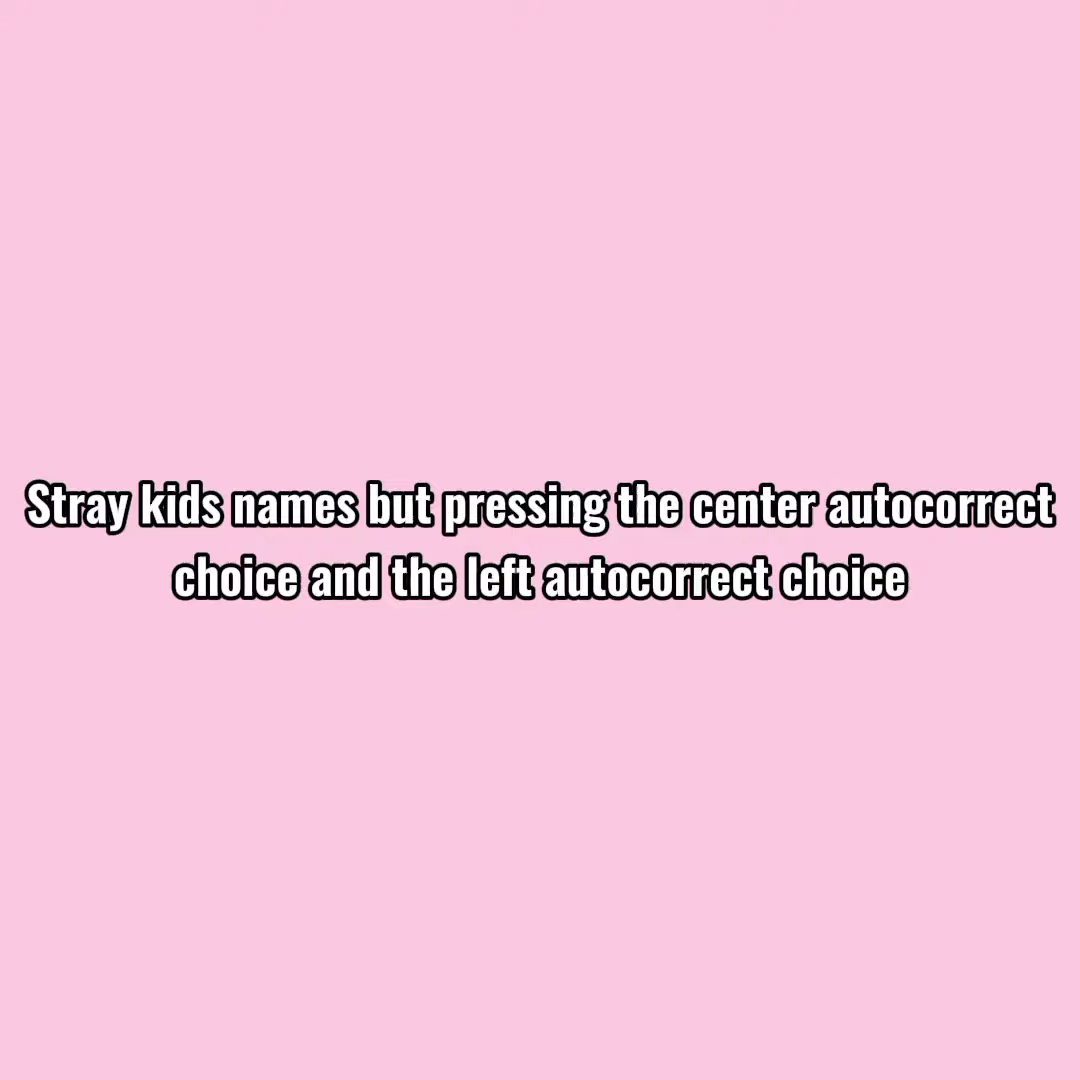 Stray kids names but pressing the center autocorrect
choice and the left autocorrect choice